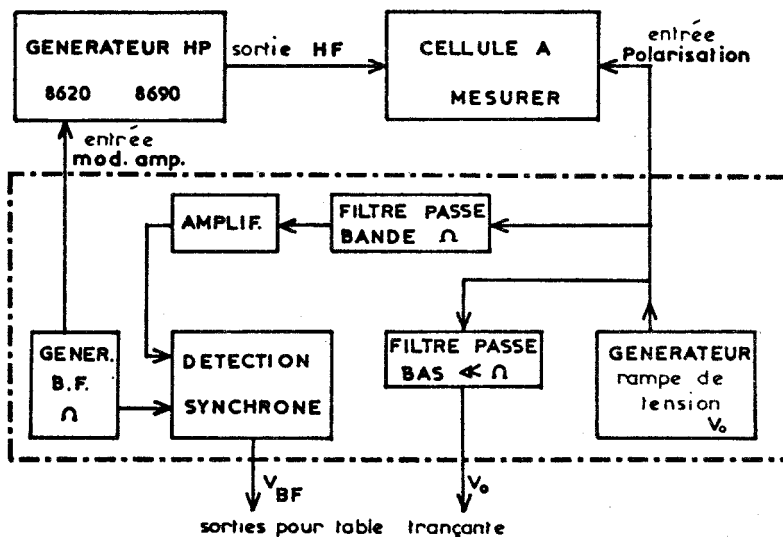 GENERATEUR HP
8620 8690
sortie HF
CELLULE A
MESURER
entrée
Polarisation
entrée
mod. amp.
AMPLIF.
FILTRE PASSE
BANDE Ω
GENER.
B.F.
Ω
DETECTION
SYNCHRONE
FILTRE PASSE
BAS ≪ Ω
GENERATEUR
rampe de
tension
V₀
V_BF
V₀
sorties pour table trançante